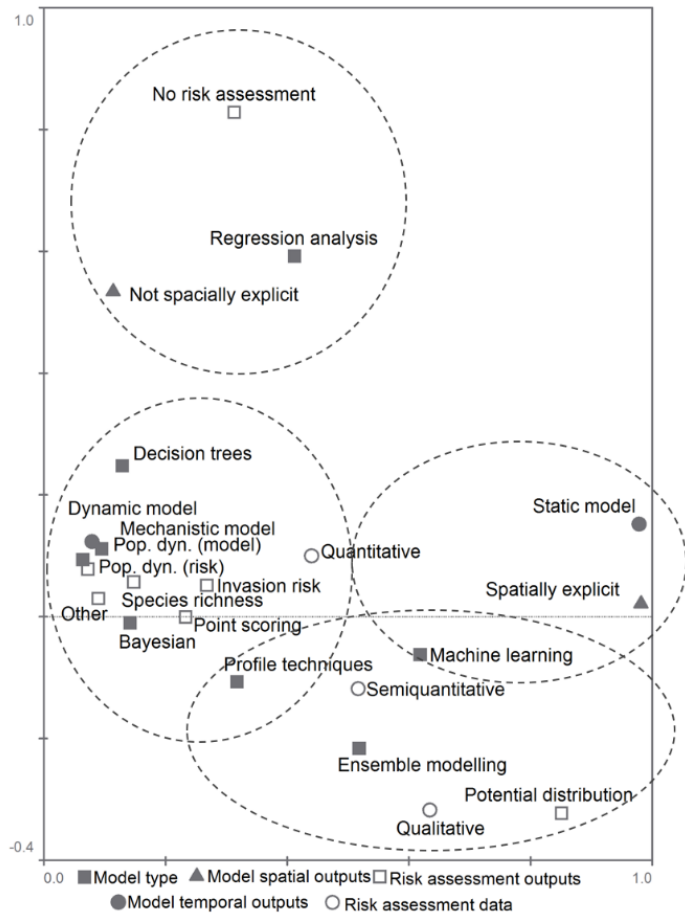 1.0
No risk assessment
Regression analysis
Not spacially explicit
Decision trees
Dynamic model
Static model
Mechanistic model
Pop. dyn. (model)
Quantitative
Pop. dyn. (risk)
Invasion risk
Spatially explicit
Species richness
Other
Point scoring
Bayesian
Profile techniques
Machine learning
Semiquantitative
Ensemble modelling
Potential distribution
Qualitative
-0.4
0.0 1.0
Model type Model spatial outputs Risk assessment outputs
Model temporal outputs Risk assessment data